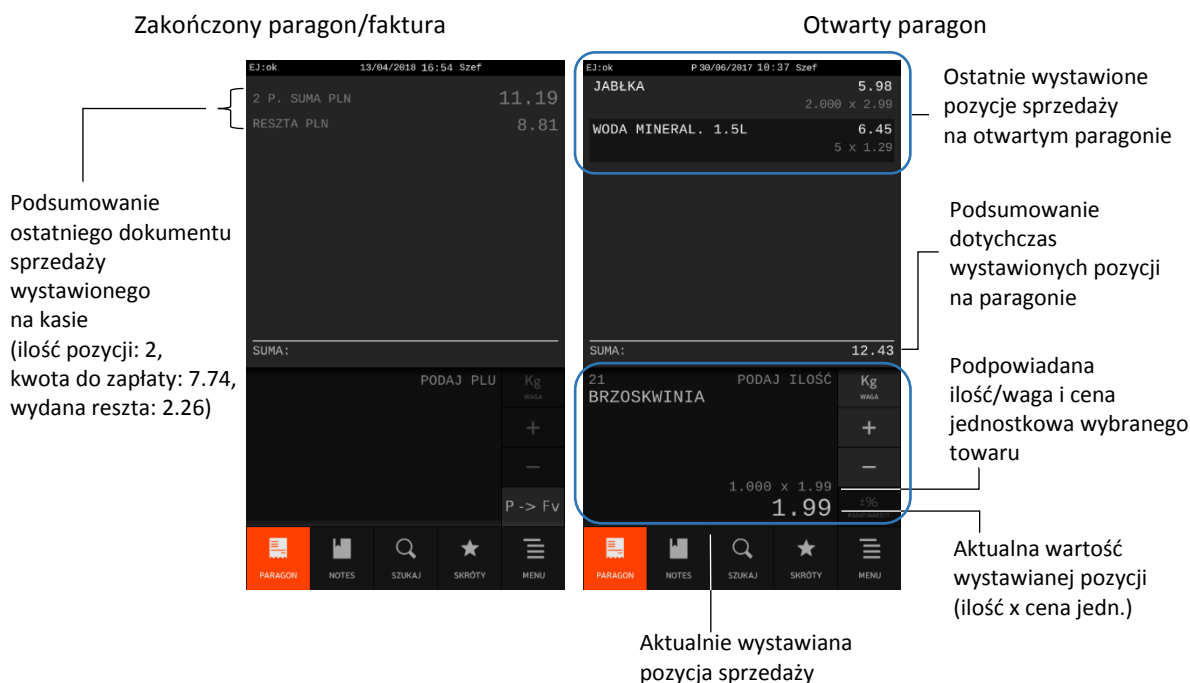 Zakończony paragon/faktura
Otwarty paragon
EJ:ok 13/04/2018 16:54 Szef
2 P. SUMA PLN 11.19
RESZTA PLN 8.81
SUMA:
PODAJ PLU
Kg
WAGA
+
−
P -> Fv
PARAGON NOTES SZUKAJ SKRÓTY MENU
Podsumowanie
ostatniego dokumentu
sprzedaży
wystawionego
na kasie
(ilość pozycji: 2,
kwota do zapłaty: 7.74,
wydana reszta: 2.26)
EJ:ok P 30/06/2017 10:37 Szef
JABŁKA 5.98
2.000 x 2.99
WODA MINERAL. 1.5L 6.45
5 x 1.29
SUMA: 12.43
21 PODAJ ILOŚĆ
BRZOSKWINIA
Kg
WAGA
+
−
1.000 x 1.99
1.99
±%
RABAT/NARZUT
PARAGON NOTES SZUKAJ SKRÓTY MENU
Ostatnie wystawione
pozycje sprzedaży
na otwartym paragonie
Podsumowanie
dotychczas
wystawionych pozycji
na paragonie
Podpowiadana
ilość/waga i cena
jednostkowa wybranego
towaru
Aktualna wartość
wystawianej pozycji
(ilość x cena jedn.)
Aktualnie wystawiana
pozycja sprzedaży